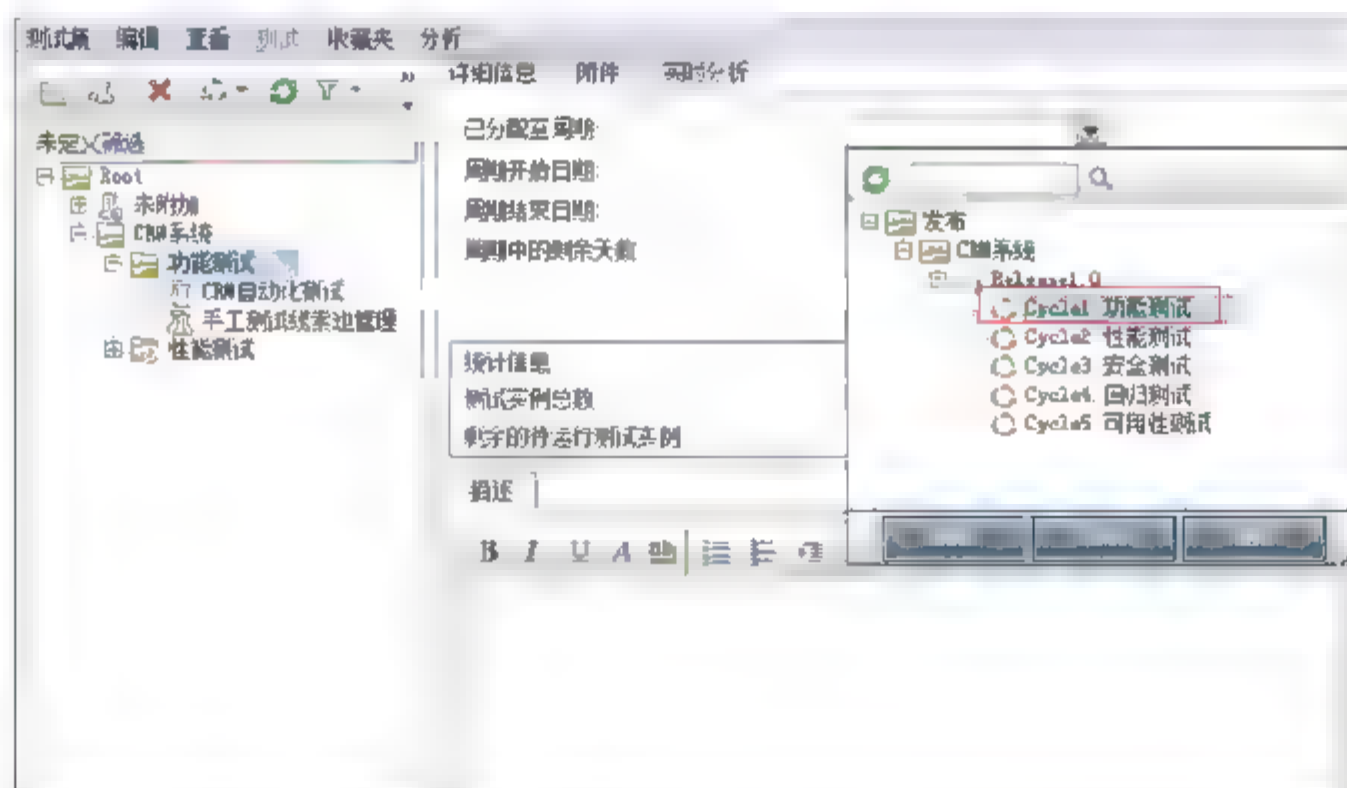 测试集 编辑 查看 测试 收藏夹 分析
详细信息 附件 实时分析
未定义筛选
Root
未附加
CRM系统
功能测试
CRM自动化测试
手工测试线索池管理
性能测试
已分配至周期:
周期开始日期:
周期结束日期:
周期中的剩余天数
统计信息
测试实例总数
剩余的待运行测试实例
描述
B I U A ab
发布
CRM系统
Release1.0
Cycle1 功能测试
Cycle2 性能测试
Cycle3 安全测试
Cycle4 回归测试
Cycle5 可用性测试